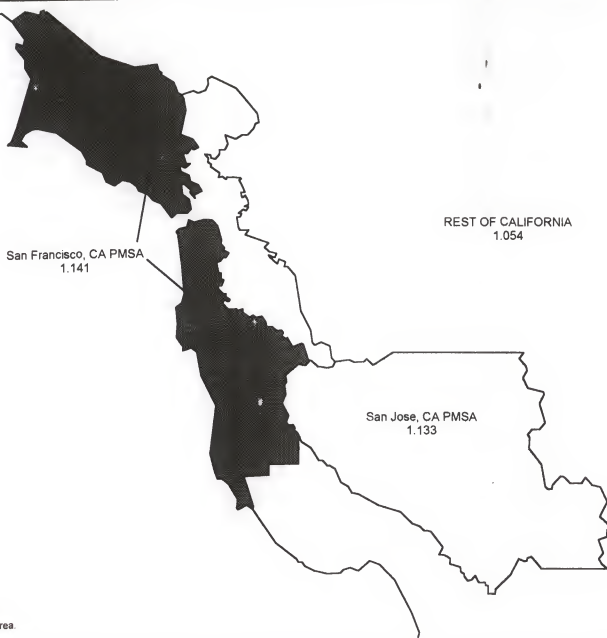 REST OF CALIFORNIA
1.054
San Francisco, CA PMSA
1.141
San Jose, CA PMSA
1.133
rea.